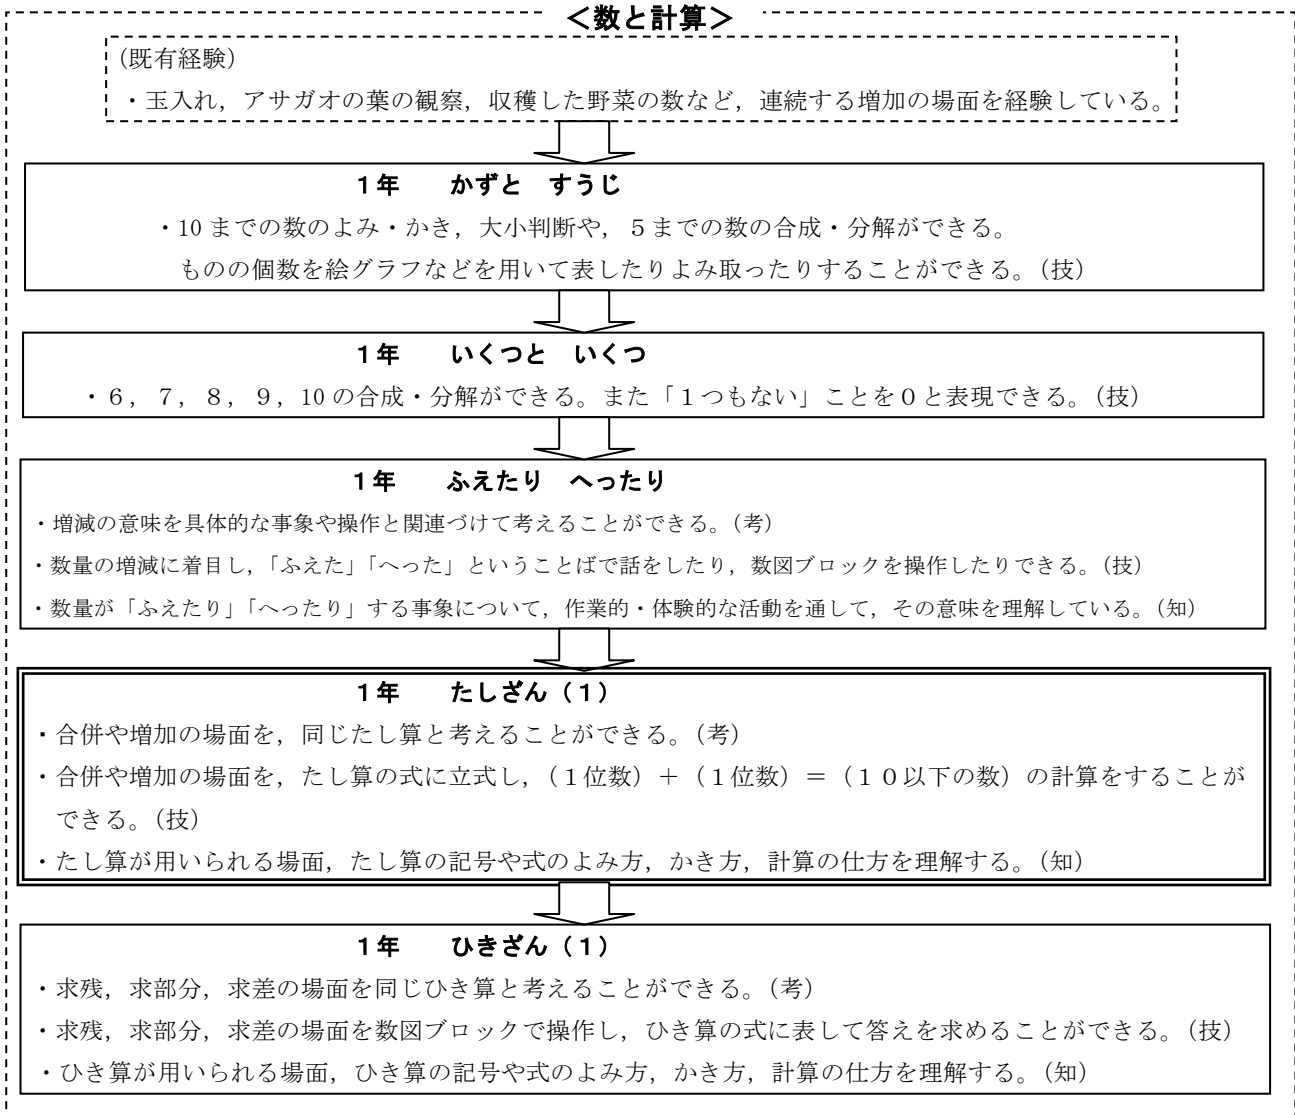 ＜数と計算＞
（既有経験）
・玉入れ，アサガオの葉の観察，収穫した野菜の数など，連続する増加の場面を経験している。
１年　　かずと　すうじ
・10 までの数のよみ・かき，大小判断や，５までの数の合成・分解ができる。
ものの個数を絵グラフなどを用いて表したりよみ取ったりすることができる。（技）
１年　　いくつと　いくつ
・６，７，８，９，10 の合成・分解ができる。また「１つもない」ことを０と表現できる。（技）
１年　　ふえたり　へったり
・増減の意味を具体的な事象や操作と関連づけて考えることができる。（考）
・数量の増減に着目し，「ふえた」「へった」ということばで話をしたり，数図ブロックを操作したりできる。（技）
・数量が「ふえたり」「へったり」する事象について，作業的・体験的な活動を通して，その意味を理解している。（知）
１年　　たしざん（１）
・合併や増加の場面を，同じたし算と考えることができる。（考）
・合併や増加の場面を，たし算の式に立式し，（１位数）＋（１位数）＝（１０以下の数）の計算をすることが
できる。（技）
・たし算が用いられる場面，たし算の記号や式のよみ方，かき方，計算の仕方を理解する。（知）
１年　　ひきざん（１）
・求残，求部分，求差の場面を同じひき算と考えることができる。（考）
・求残，求部分，求差の場面を数図ブロックで操作し，ひき算の式に表して答えを求めることができる。（技）
・ひき算が用いられる場面，ひき算の記号や式のよみ方，かき方，計算の仕方を理解する。（知）